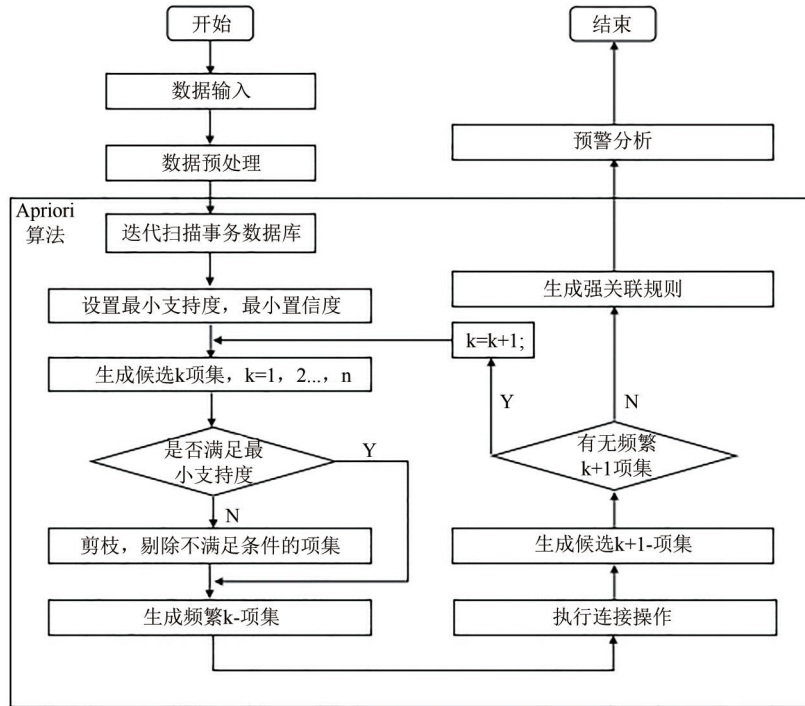 开始
数据输入
数据预处理
Apriori
算法
迭代扫描事务数据库
设置最小支持度，最小置信度
生成候选k项集，k=1，2...，n
是否满足最
小支持度
Y
N
剪枝，剔除不满足条件的项集
生成频繁k-项集
执行连接操作
生成候选k+1-项集
有无频繁
k+1项集
Y
N
k=k+1;
生成强关联规则
预警分析
结束